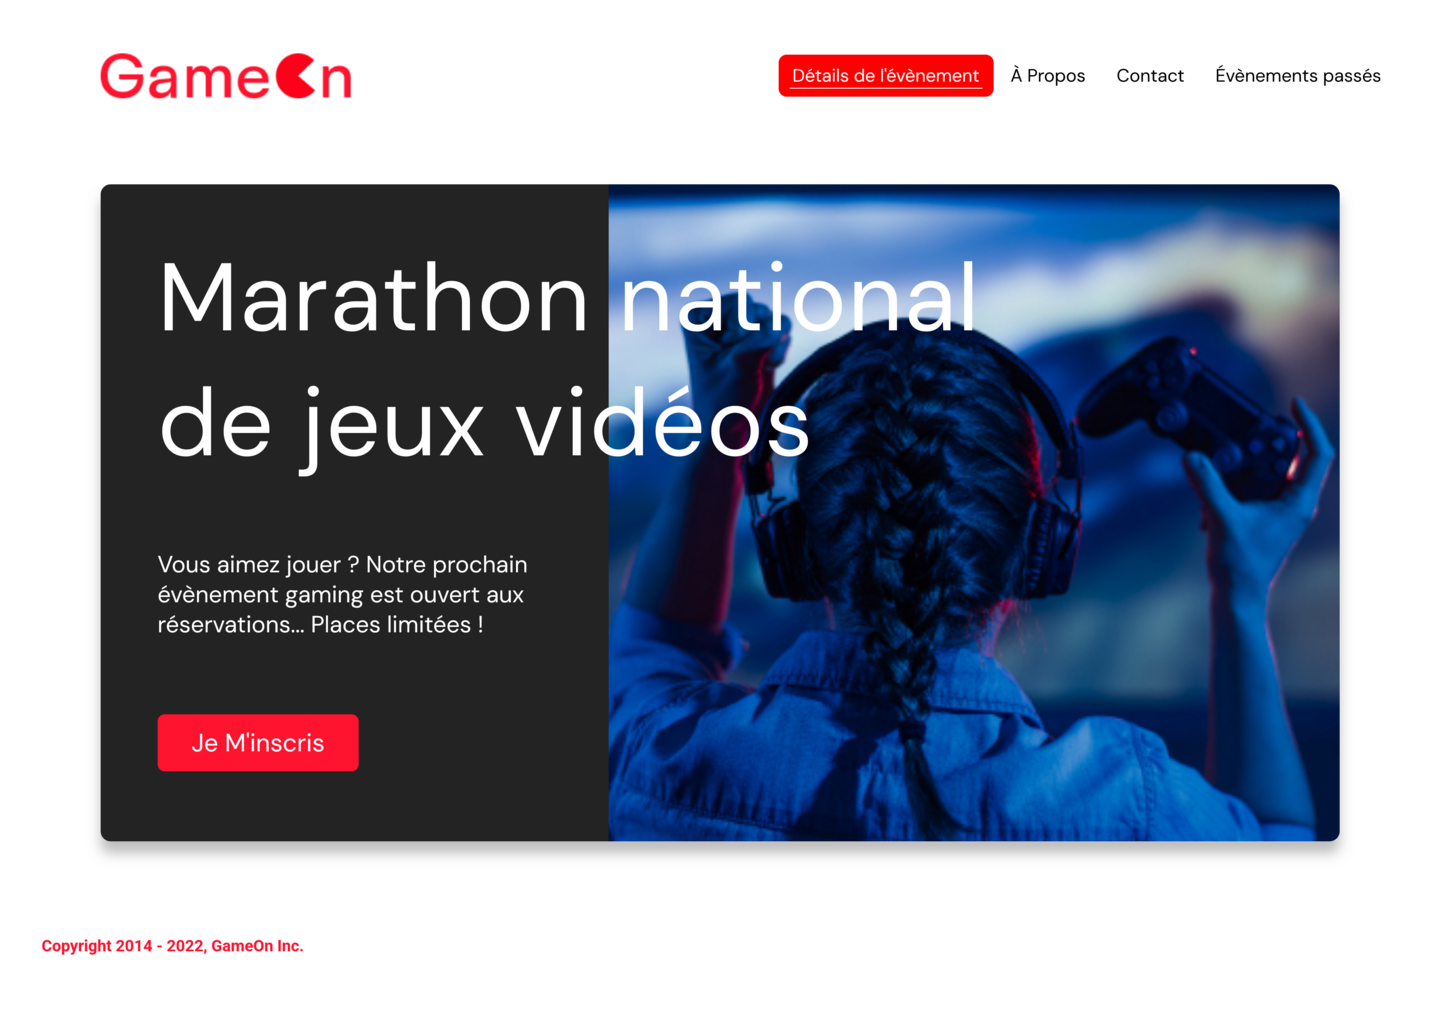 GameOn
Détails de l'évènement À Propos Contact Évènements passés
Marathon national
de jeux vidéos
Vous aimez jouer ? Notre prochain
évènement gaming est ouvert aux
réservations... Places limitées !
Je M'inscris
Copyright 2014 - 2022, GameOn Inc.